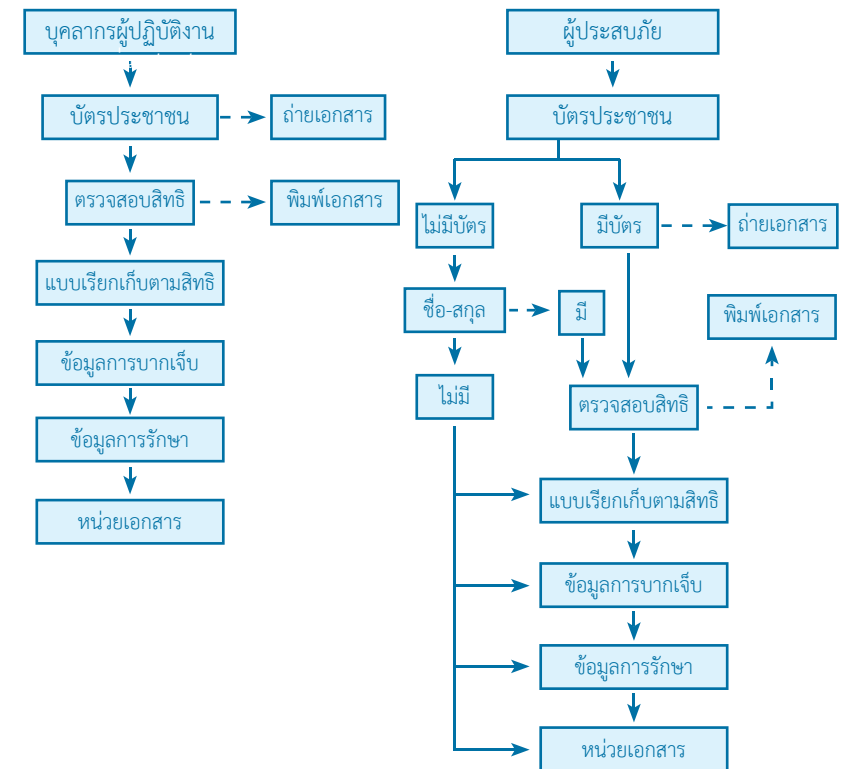 บุคลากรผู้ปฏิบัติงาน
บัตรประชาชน
ถ่ายเอกสาร
ตรวจสอบสิทธิ
พิมพ์เอกสาร
แบบเรียกเก็บตามสิทธิ
ข้อมูลการบาดเจ็บ
ข้อมูลการรักษา
หน่วยเอกสาร
ผู้ประสบภัย
บัตรประชาชน
ไม่มีบัตร
มีบัตร
ถ่ายเอกสาร
ชื่อ-สกุล
มี
พิมพ์เอกสาร
ไม่มี
ตรวจสอบสิทธิ
แบบเรียกเก็บตามสิทธิ
ข้อมูลการบาดเจ็บ
ข้อมูลการรักษา
หน่วยเอกสาร